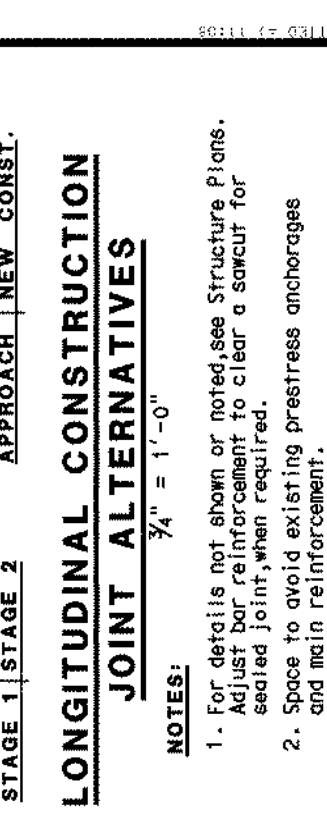 STAGE 1 STAGE 2 APPROACH NEW CONST.
LONGITUDINAL CONSTRUCTION
JOINT ALTERNATIVES
¾" = 1'-0"
NOTES:
1. For details not shown or noted,see Structure Plans.
Adjust bar reinforcement to clear a sawcut for
sealed joint,when required.
2. Space to avoid existing prestress anchorages
and main reinforcement.